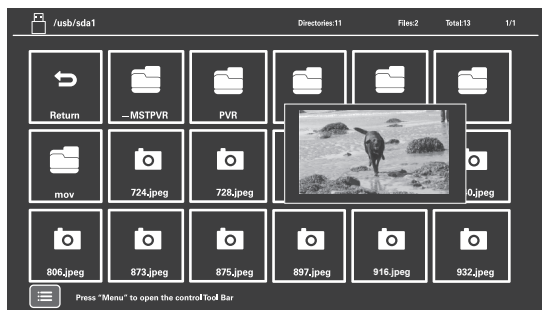 /usb/sda1 Directories:11 Files:2 Total:13 1/1
Return —MSTPVR PVR
mov 724.jpeg 728.jpeg 0.jpeg
806.jpeg 873.jpeg 875.jpeg 897.jpeg 916.jpeg 932.jpeg
Press "Menu" to open the control Tool Bar